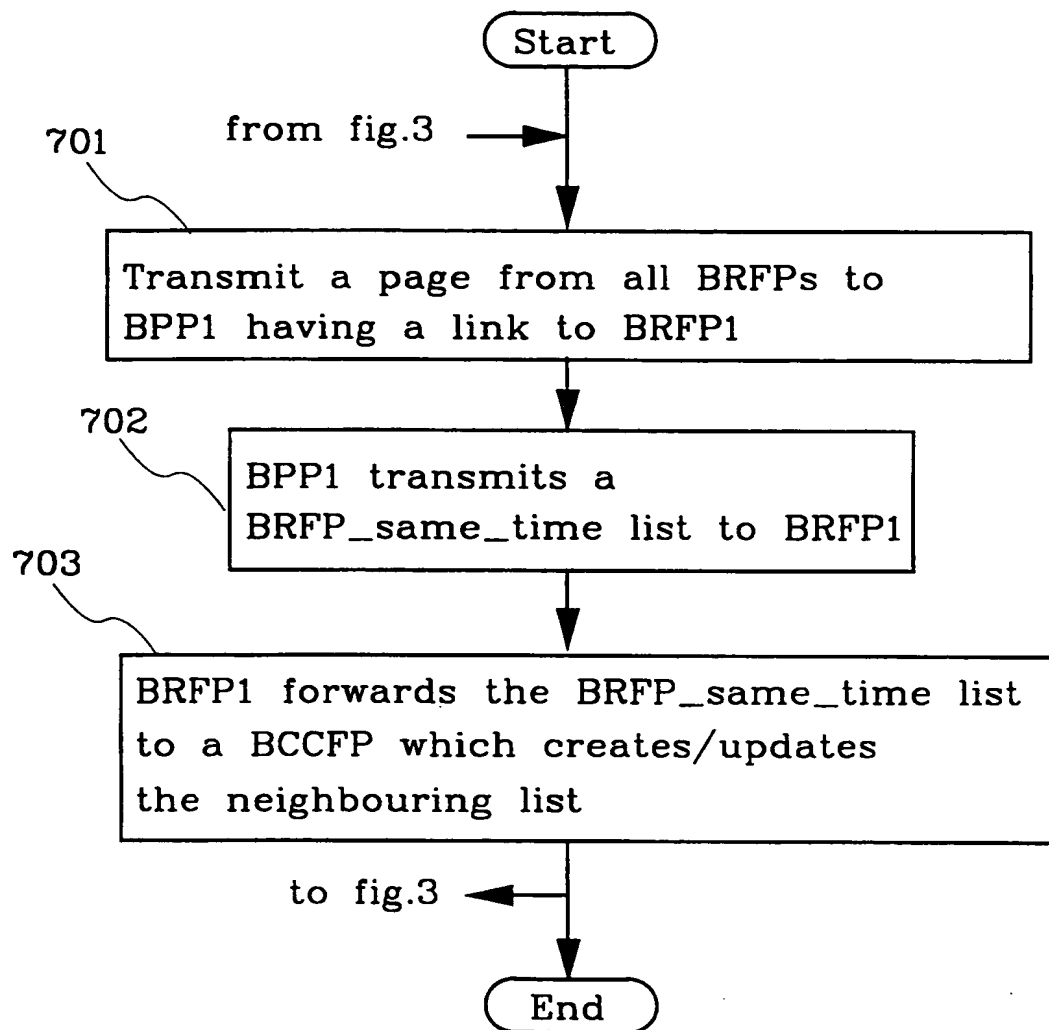 Start
from fig.3
701
Transmit a page from all BRFPs to
BPP1 having a link to BRFP1
702
BPP1 transmits a
BRFP_same_time list to BRFP1
703
BRFP1 forwards the BRFP_same_time list
to a BCCFP which creates/updates
the neighbouring list
to fig.3
End